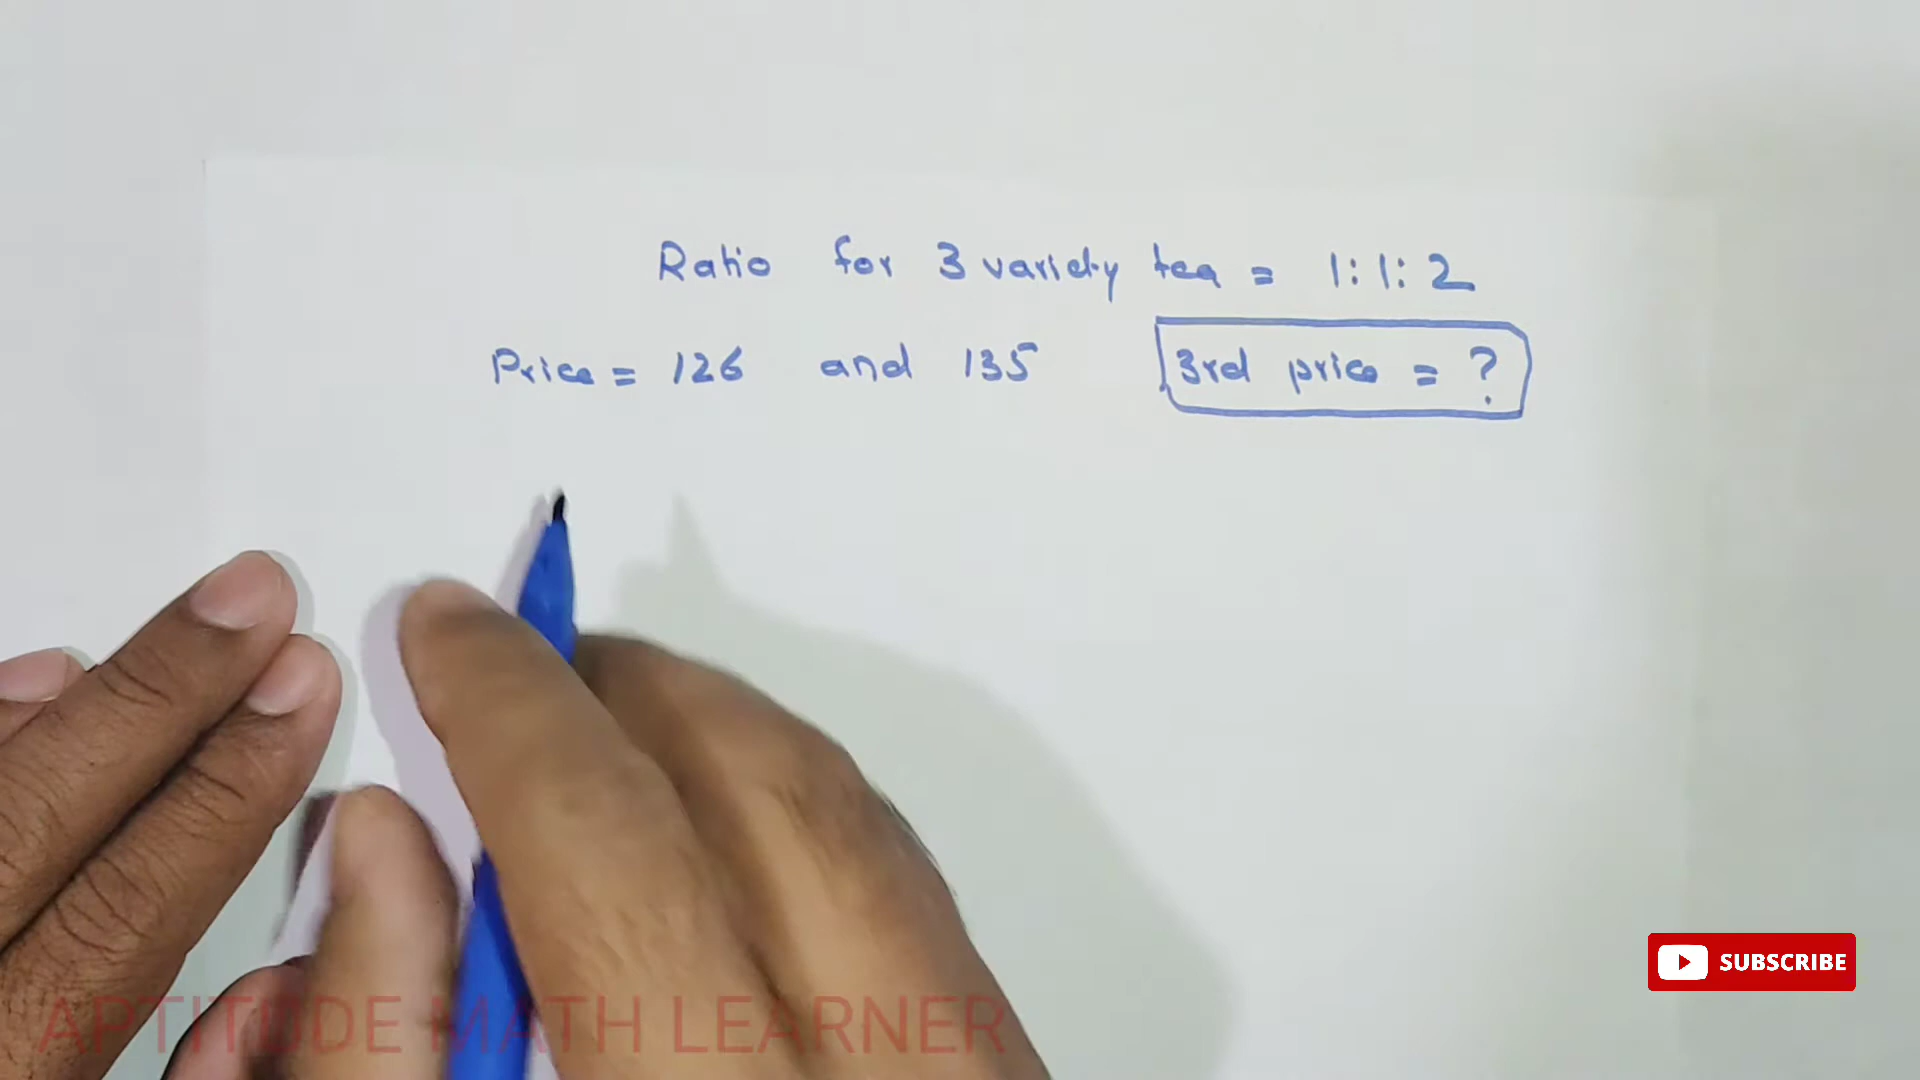 Ratio for 3 variety tea = 1:1:2
Price = 126 and 135 3rd price = ?
SUBSCRIBE
APTITUDE MATH LEARNER